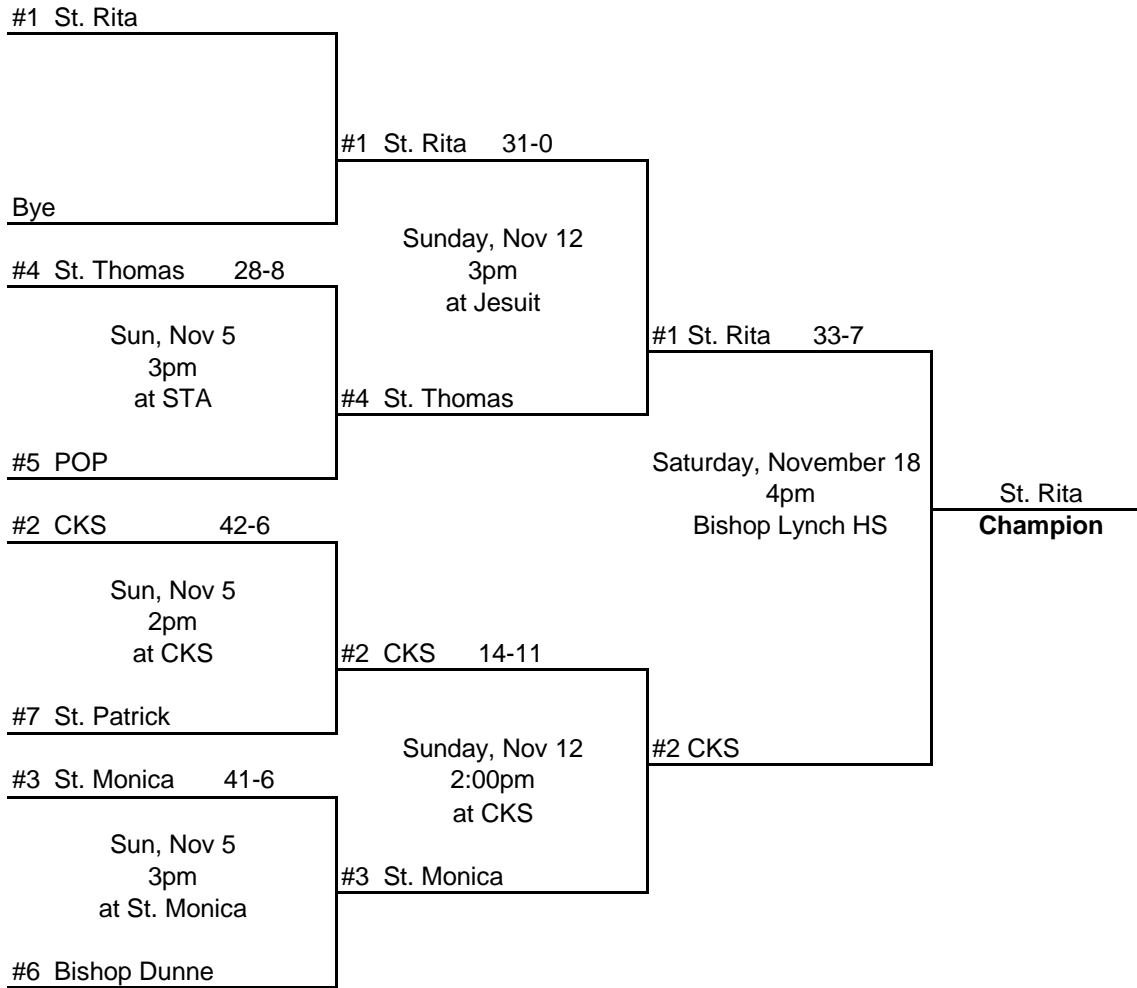 #1 St. Rita
#1 St. Rita 31-0
Bye
Sunday, Nov 12
3pm
at Jesuit
#4 St. Thomas 28-8
Sun, Nov 5
3pm
at STA
#1 St. Rita 33-7
#4 St. Thomas
#5 POP
Saturday, November 18
4pm
Bishop Lynch HS
St. Rita
Champion
#2 CKS 42-6
Sun, Nov 5
2pm
at CKS
#2 CKS 14-11
#7 St. Patrick
Sunday, Nov 12
2:00pm
at CKS
#2 CKS
#3 St. Monica 41-6
Sun, Nov 5
3pm
at St. Monica
#3 St. Monica
#6 Bishop Dunne